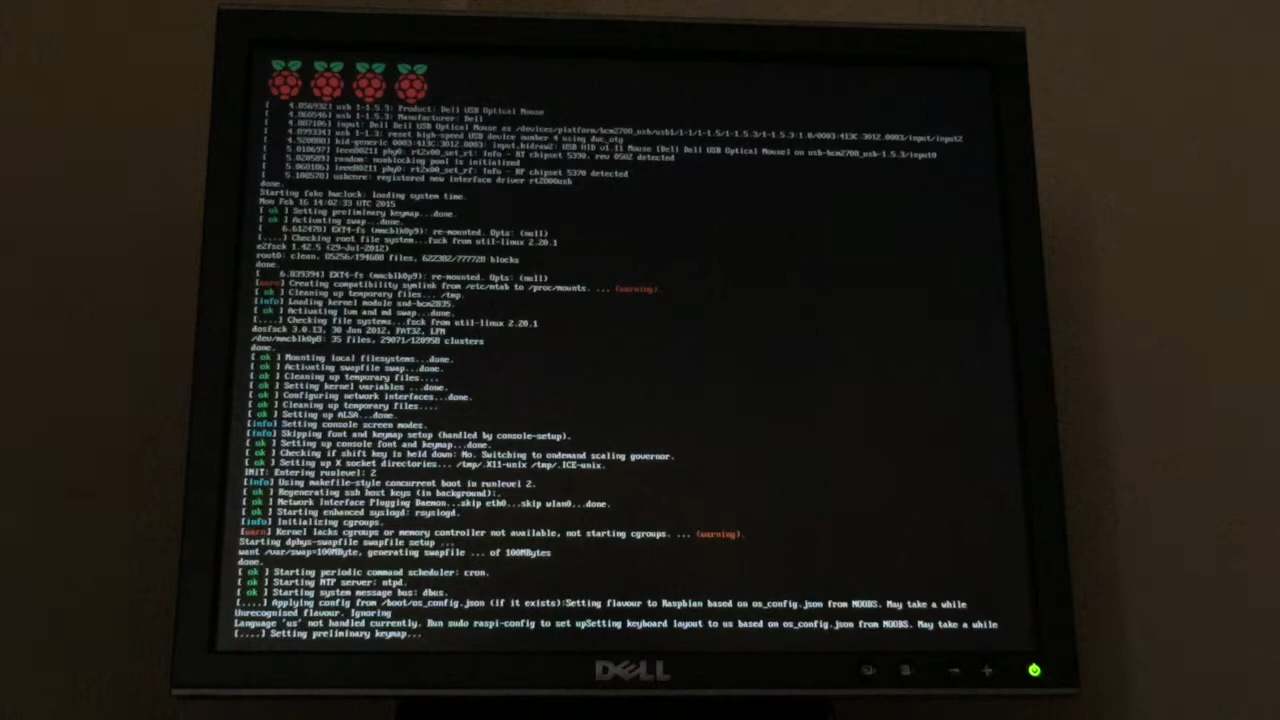 [    4.856932] usb 1-1.5.3: Product: Dell USB Optical Mouse
[    4.868546] usb 1-1.5.3: Manufacturer: Dell
[    4.887106] input: Dell Dell USB Optical Mouse as /devices/platform/bcm2708_usb/usb1/1-1/1-1.5/1-1.5.3/1-1.5.3:1.0/0003:413C:3012.0003/input/input2
[    4.899334] usb 1-1.3: reset high-speed USB device number 4 using dwc_otg
[    4.920888] hid-generic 0003:413C:3012.0003: input,hidraw2: USB HID v1.11 Mouse [Dell Dell USB Optical Mouse] on usb-bcm2708_usb-1.5.3/input0
[    5.010697] ieee80211 phy0: rt2x00_set_rt: Info - RT chipset 5390, rev 0502 detected
[    5.020589] random: nonblocking pool is initialized
[    5.068186] ieee80211 phy0: rt2x00_set_rf: Info - RF chipset 5370 detected
[    5.108578] usbcore: registered new interface driver rt2800usb
done.
Starting fake hwclock: loading system time.
Mon Feb 16 14:02:33 UTC 2015
[ ok ] Setting preliminary keymap...done.
[ ok ] Activating swap...done.
[    6.612478] EXT4-fs (mmcblk0p9): re-mounted. Opts: (null)
[....] Checking root file system...fsck from util-linux 2.20.1
e2fsck 1.42.5 (29-Jul-2012)
root0: clean, 85256/194688 files, 622382/777728 blocks
done.
[    6.839394] EXT4-fs (mmcblk0p9): re-mounted. Opts: (null)
[warn] Creating compatibility symlink from /etc/mtab to /proc/mounts. ... (warning).
[ ok ] Cleaning up temporary files... /tmp.
[info] Loading kernel module snd-bcm2835.
[ ok ] Activating lvm and md swap...done.
[....] Checking file systems...fsck from util-linux 2.20.1
dosfsck 3.0.13, 30 Jun 2012, FAT32, LFN
/dev/mmcblk0p8: 35 files, 29071/120958 clusters
done.
[ ok ] Mounting local filesystems...done.
[ ok ] Activating swapfile swap...done.
[ ok ] Cleaning up temporary files....
[ ok ] Setting kernel variables ...done.
[ ok ] Configuring network interfaces...done.
[ ok ] Cleaning up temporary files....
[ ok ] Setting up ALSA...done.
[info] Setting console screen modes.
[info] Skipping font and keymap setup (handled by console-setup).
[ ok ] Setting up console font and keymap...done.
[ ok ] Checking if shift key is held down: No. Switching to ondemand scaling governor.
[ ok ] Setting up X socket directories... /tmp/.X11-unix /tmp/.ICE-unix.
INIT: Entering runlevel: 2
[info] Using makefile-style concurrent boot in runlevel 2.
[ ok ] Regenerating ssh host keys (in background):.
[ ok ] Network Interface Plugging Daemon...skip eth0...skip wlan0...done.
[ ok ] Starting enhanced syslogd: rsyslogd.
[info] Initializing cgroups.
[warn] Kernel lacks cgroups or memory controller not available, not starting cgroups. ... (warning).
Starting dphys-swapfile swapfile setup ...
want /var/swap=100MByte, generating swapfile ... of 100MBytes
done.
[ ok ] Starting periodic command scheduler: cron.
[ ok ] Starting NTP server: ntpd.
[ ok ] Starting system message bus: dbus.
[....] Applying config from /boot/os_config.json (if it exists):Setting flavour to Raspbian based on os_config.json from NOOBS. May take a while
Unrecognised flavour. Ignoring
Language 'us' not handled currently. Run sudo raspi-config to set upSetting keyboard layout to us based on os_config.json from NOOBS. May take a while
[....] Setting preliminary keymap...
DELL